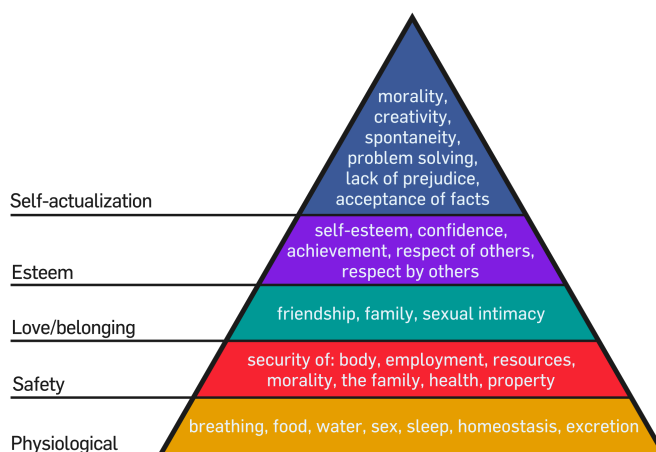 morality,
creativity,
spontaneity,
problem solving,
lack of prejudice,
acceptance of facts
Self-actualization
self-esteem, confidence,
achievement, respect of others,
respect by others
Esteem
friendship, family, sexual intimacy
Love/belonging
security of: body, employment, resources,
morality, the family, health, property
Safety
breathing, food, water, sex, sleep, homeostasis, excretion
Physiological